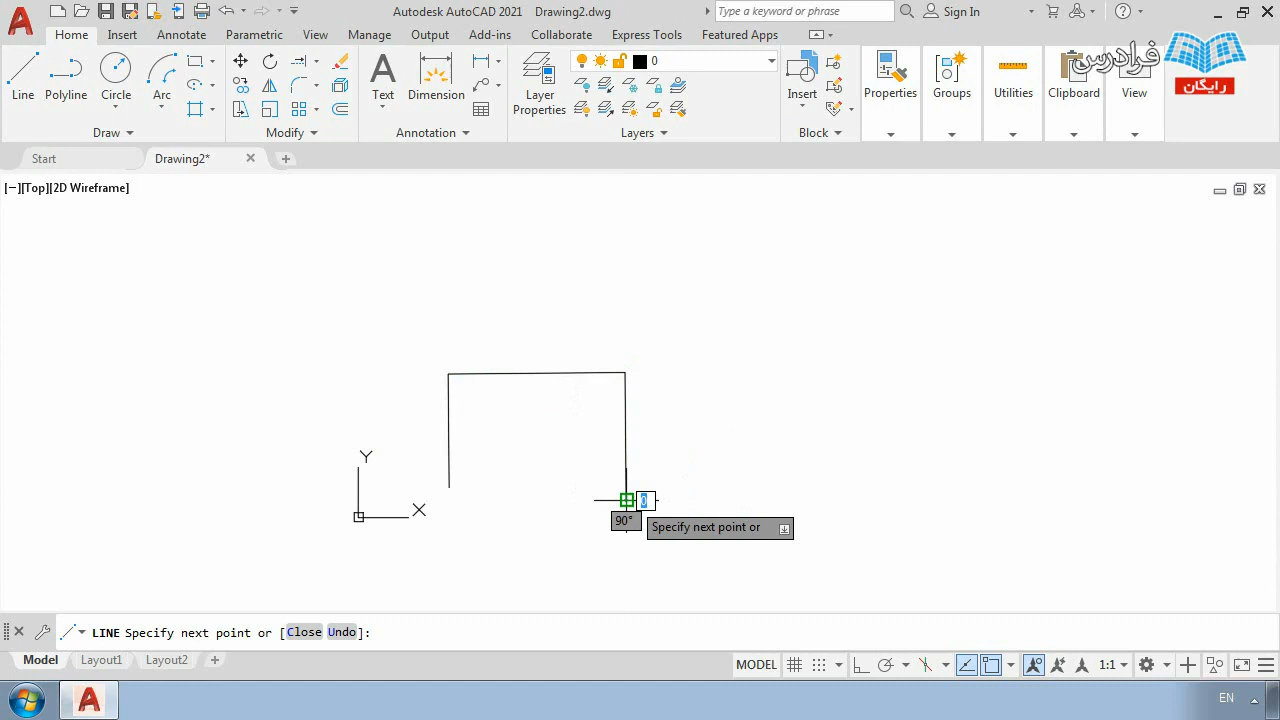 Autodesk AutoCAD 2021 Drawing2.dwg
Type a keyword or phrase
Sign In
Home Insert Annotate Parametric View Manage Output Add-ins Collaborate Express Tools Featured Apps
Line Polyline Circle Arc
Draw
Modify
Text Dimension
Annotation
Layer Properties
0
Layers
Insert
Block
Properties
Groups
Utilities
Clipboard
View
فرادرس
رایگان
Start
Drawing2*
[−][Top][2D Wireframe]
Y
X
0
90°
Specify next point or
LINE Specify next point or [Close Undo]:
Model Layout1 Layout2
MODEL
1:1
EN